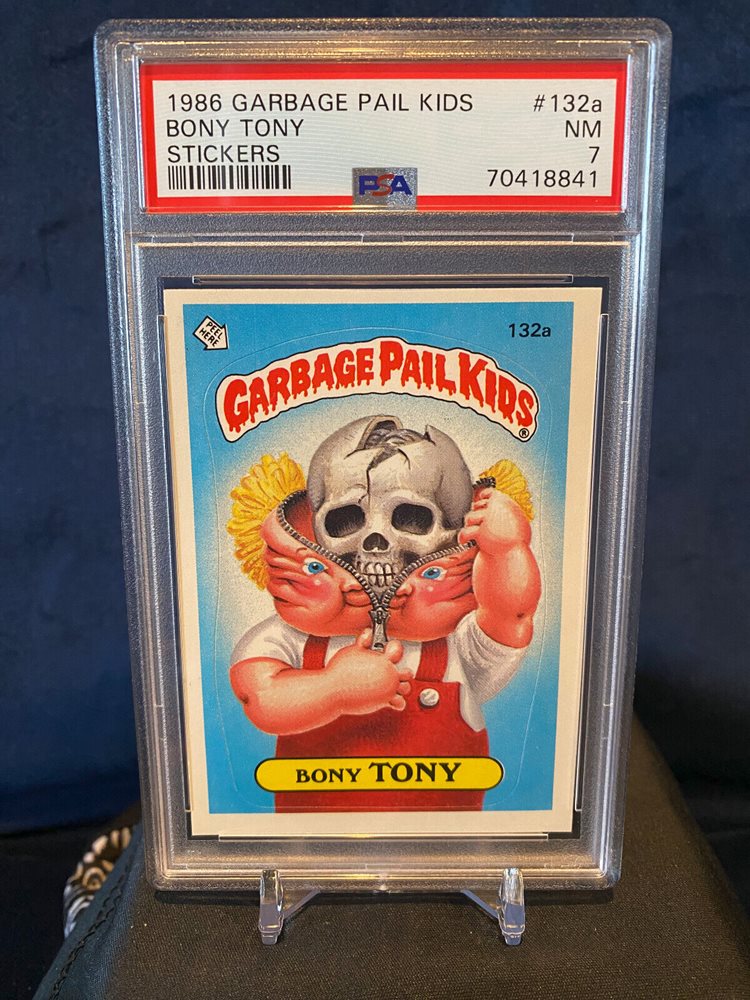 1986 GARBAGE PAIL KIDS #132a
BONY TONY NM
STICKERS 7
PSA 70418841
PEEL
HERE
132a
GARBAGE PAIL KIDS®
BONY TONY